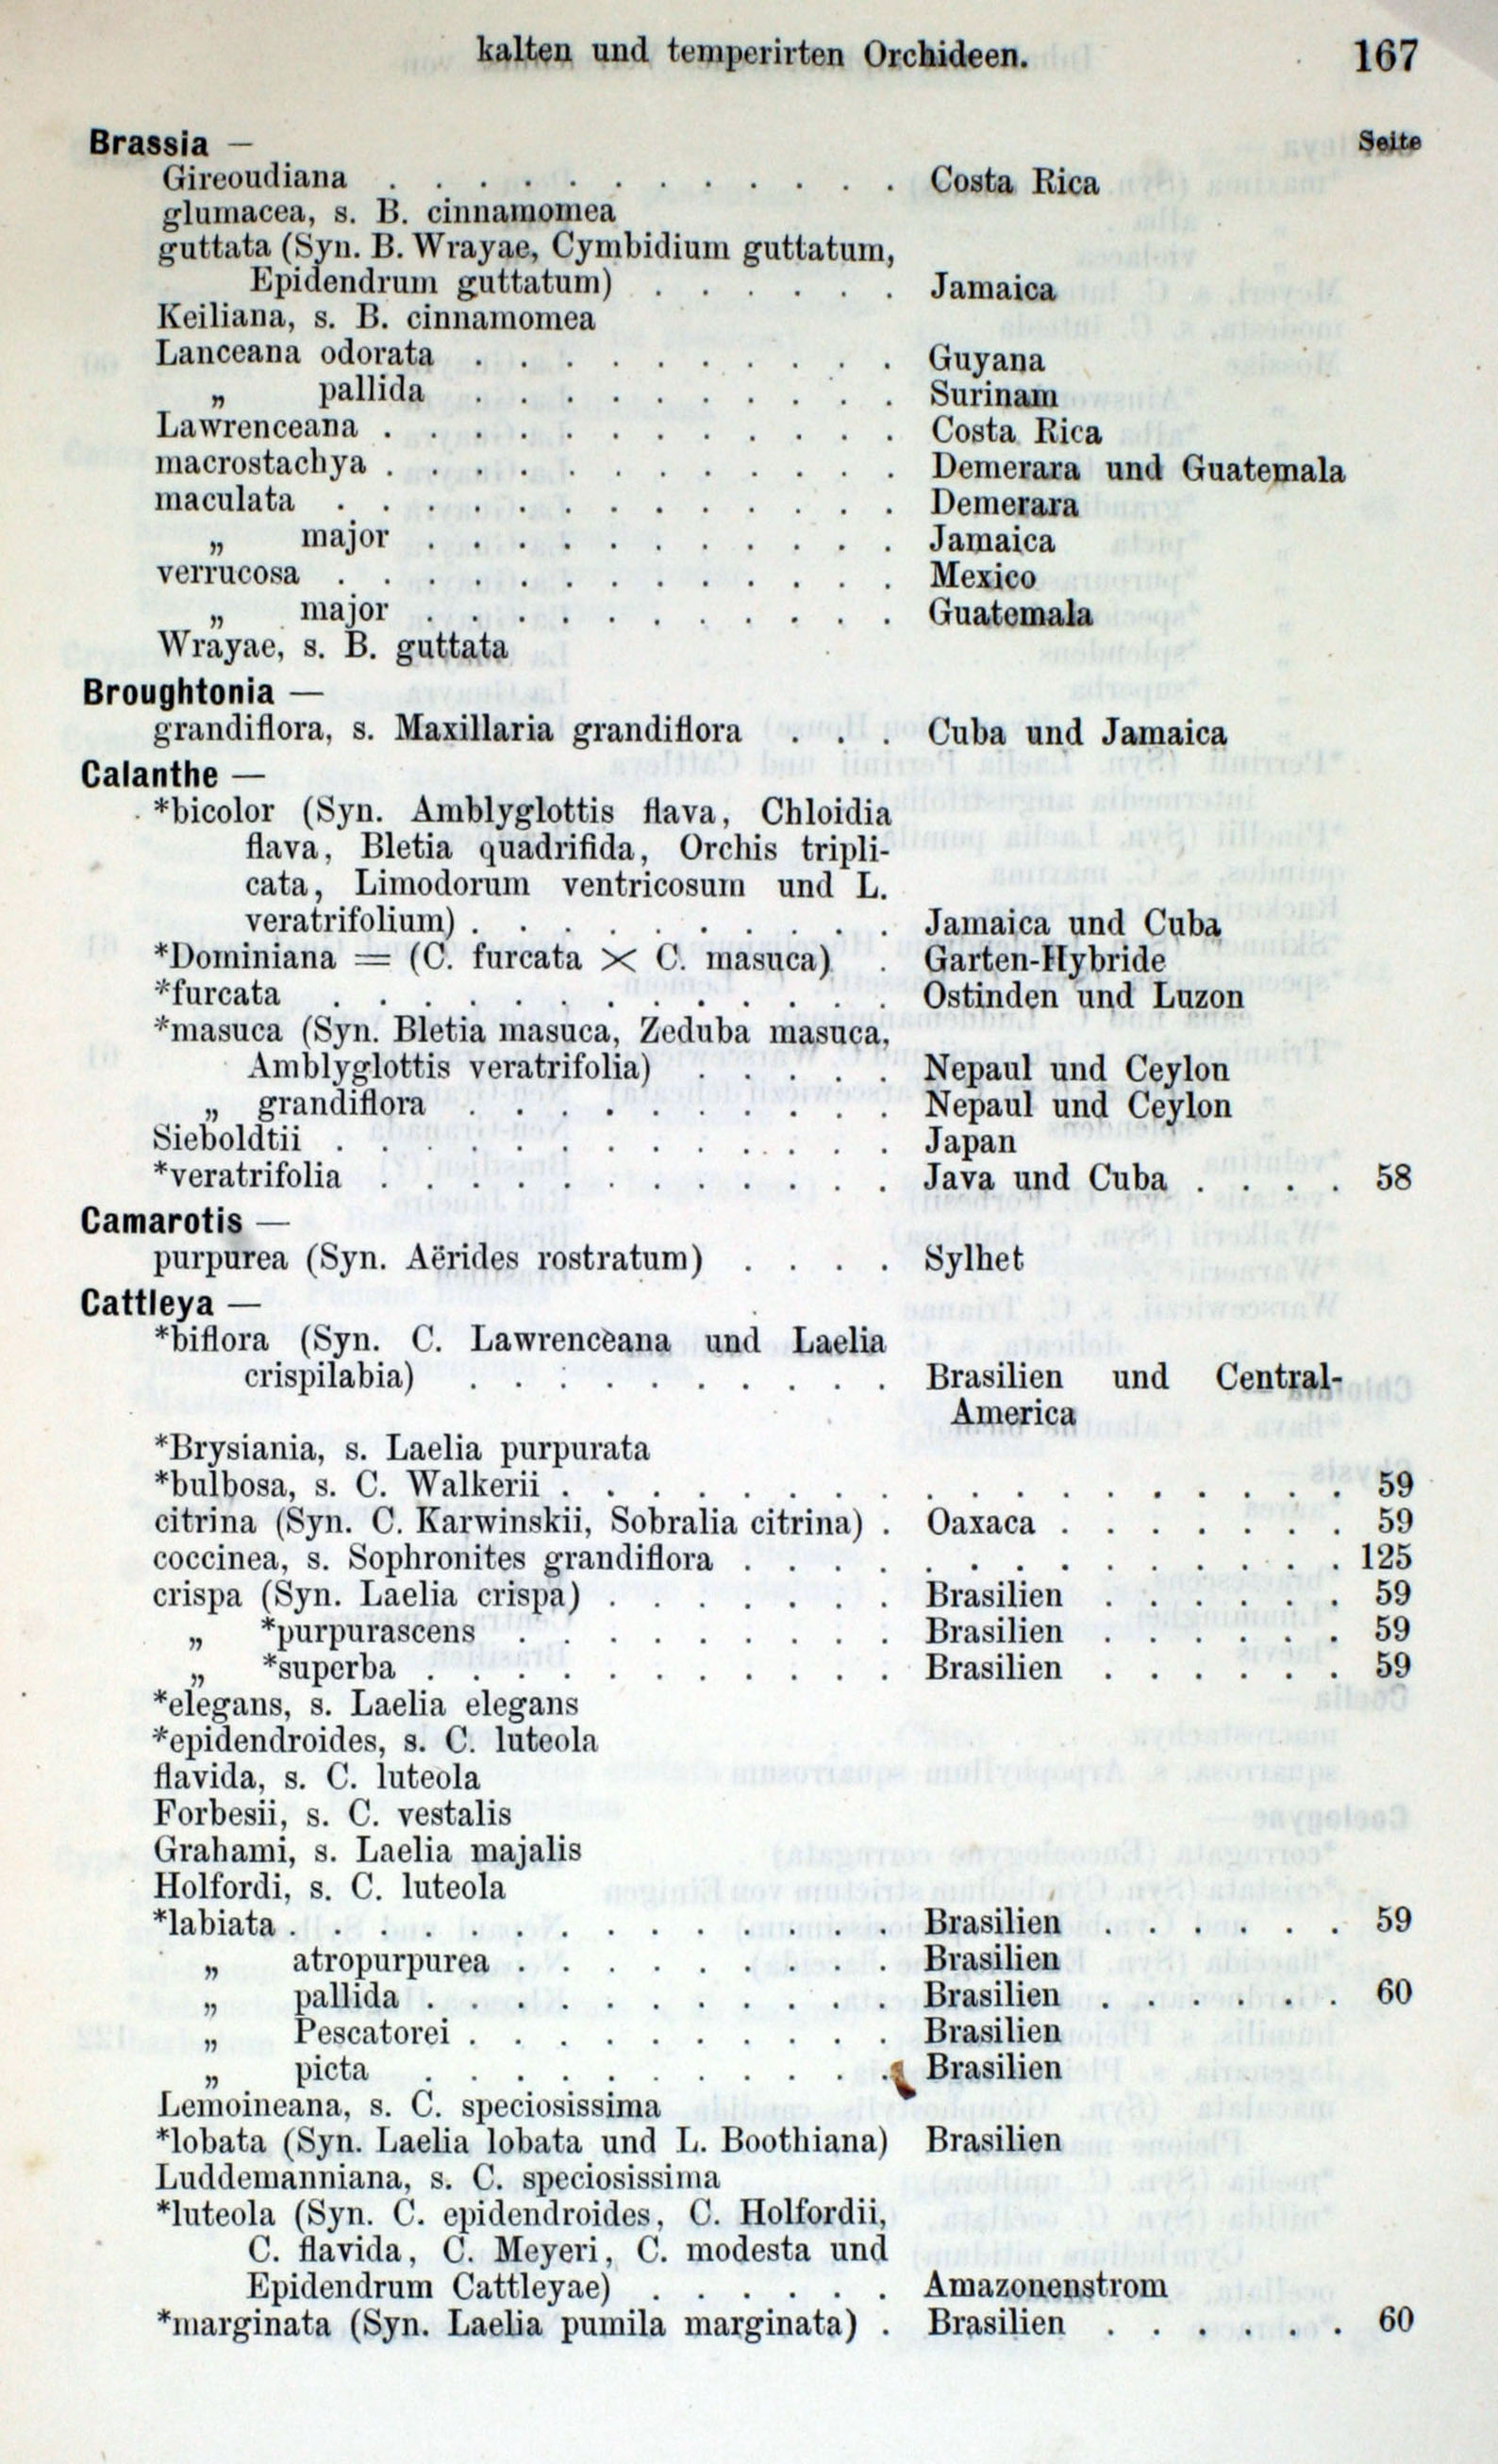 kalten und temperirten Orchideen. 167
Brassia — Seite
Gireoudiana . . . . . . . . . . . . Costa Rica
glumacea, s. B. cinnamomea
guttata (Syn. B. Wrayae, Cymbidium guttatum,
Epidendrum guttatum) . . . . . . Jamaica
Keiliana, s. B. cinnamomea
Lanceana odorata . . . . . . . . . . Guyana
„ pallida . . . . . . . . . . Surinam
Lawrenceana . . . . . . . . . . . . Costa Rica
macrostachya . . . . . . . . . . . . Demerara und Guatemala
maculata . . . . . . . . . . . . . Demerara
„ major . . . . . . . . . . . Jamaica
verrucosa . . . . . . . . . . . . . Mexico
„ major . . . . . . . . . . . Guatemala
Wrayae, s. B. guttata
Broughtonia —
grandiflora, s. Maxillaria grandiflora . . . Cuba und Jamaica
Calanthe —
*bicolor (Syn. Amblyglottis flava, Chloidia
flava, Bletia quadrifida, Orchis tripli-
cata, Limodorum ventricosum und L.
veratrifolium) . . . . . . . . . . Jamaica und Cuba
*Dominiana = (C. furcata × C. masuca) . Garten-Hybride
*furcata . . . . . . . . . . . . . Ostinden und Luzon
*masuca (Syn. Bletia masuca, Zeduba masuca,
Amblyglottis veratrifolia) . . . . . Nepaul und Ceylon
„ grandiflora . . . . . . . . . . Nepaul und Ceylon
Sieboldtii . . . . . . . . . . . . . Japan
*veratrifolia . . . . . . . . . . . . Java und Cuba . . . . 58
Camarotis —
purpurea (Syn. Aërides rostratum) . . . . Sylhet
Cattleya —
*biflora (Syn. C. Lawrenceana und Laelia
crispilabia) . . . . . . . . . . Brasilien und Central-
America
*Brysiania, s. Laelia purpurata
*bulbosa, s. C. Walkerii . . . . . . . . . . . . . . . . . . 59
citrina (Syn. C. Karwinskii, Sobralia citrina) . Oaxaca . . . . . . . 59
coccinea, s. Sophronites grandiflora . . . . . . . . . . . . . . 125
crispa (Syn. Laelia crispa) . . . . . . . Brasilien . . . . . . 59
„ *purpurascens . . . . . . . . . Brasilien . . . . . . 59
„ *superba . . . . . . . . . . . Brasilien . . . . . . 59
*elegans, s. Laelia elegans
*epidendroides, s. C. luteola
flavida, s. C. luteola
Forbesii, s. C. vestalis
Grahami, s. Laelia majalis
Holfordi, s. C. luteola
*labiata . . . . . . . . . . . . . . Brasilien . . . . . . 59
„ atropurpurea . . . . . . . . . Brasilien
„ pallida . . . . . . . . . . . Brasilien . . . . . . 60
„ Pescatorei . . . . . . . . . . Brasilien
„ picta . . . . . . . . . . . Brasilien
Lemoineana, s. C. speciosissima
*lobata (Syn. Laelia lobata und L. Boothiana) Brasilien
Luddemanniana, s. C. speciosissima
*luteola (Syn. C. epidendroides, C. Holfordii,
C. flavida, C. Meyeri, C. modesta und
Epidendrum Cattleyae) . . . . . . Amazonenstrom
*marginata (Syn. Laelia pumila marginata) . Brasilien . . . . . . 60